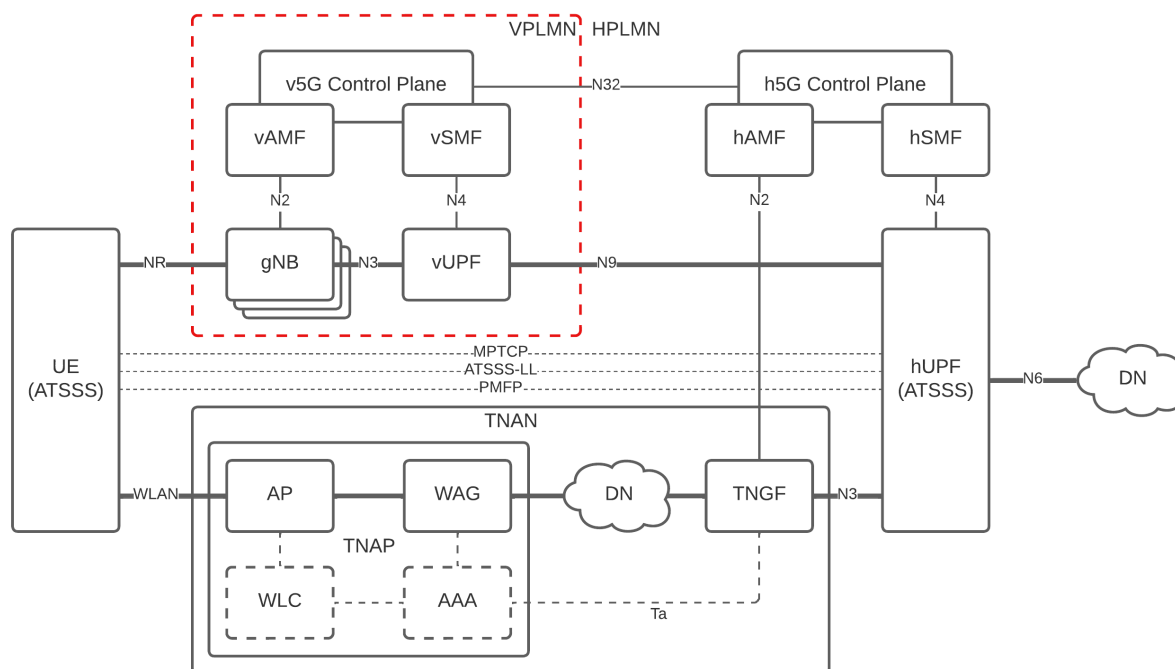 VPLMN
HPLMN
v5G Control Plane
N32
h5G Control Plane
vAMF
vSMF
hAMF
hSMF
N2
N4
N2
N4
NR
gNB
N3
vUPF
N9
MPTCP
ATSSS-LL
PMFP
UE
(ATSSS)
hUPF
(ATSSS)
N6
DN
TNAN
WLAN
AP
WAG
DN
TNGF
N3
TNAP
WLC
AAA
Ta